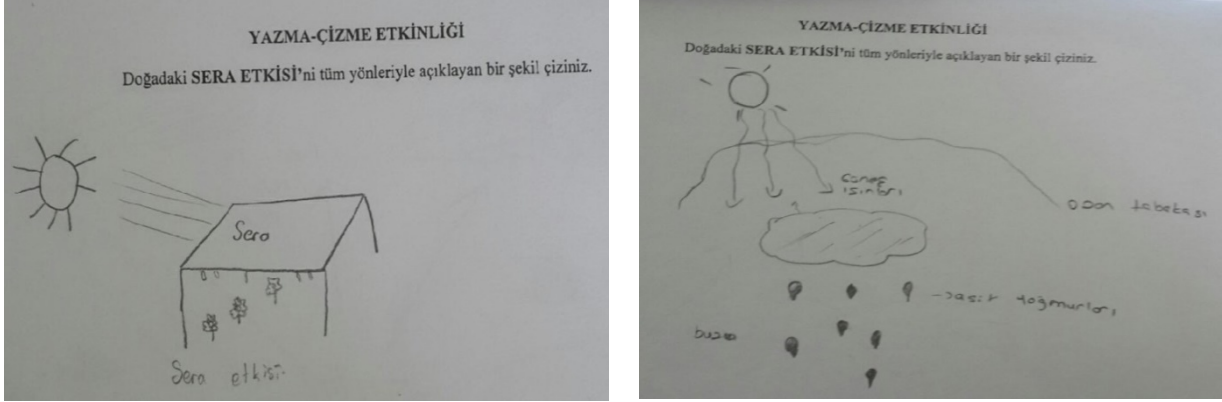 YAZMA-ÇİZME ETKİNLİĞİ
Doğadaki SERA ETKİSİ'ni tüm yönleriyle açıklayan bir şekil çiziniz.
Sera
Sera etkisi
YAZMA-ÇİZME ETKİNLİĞİ
Doğadaki SERA ETKİSİ'ni tüm yönleriyle açıklayan bir şekil çiziniz.
ışınları
ozon tabakası
asit yağmurları